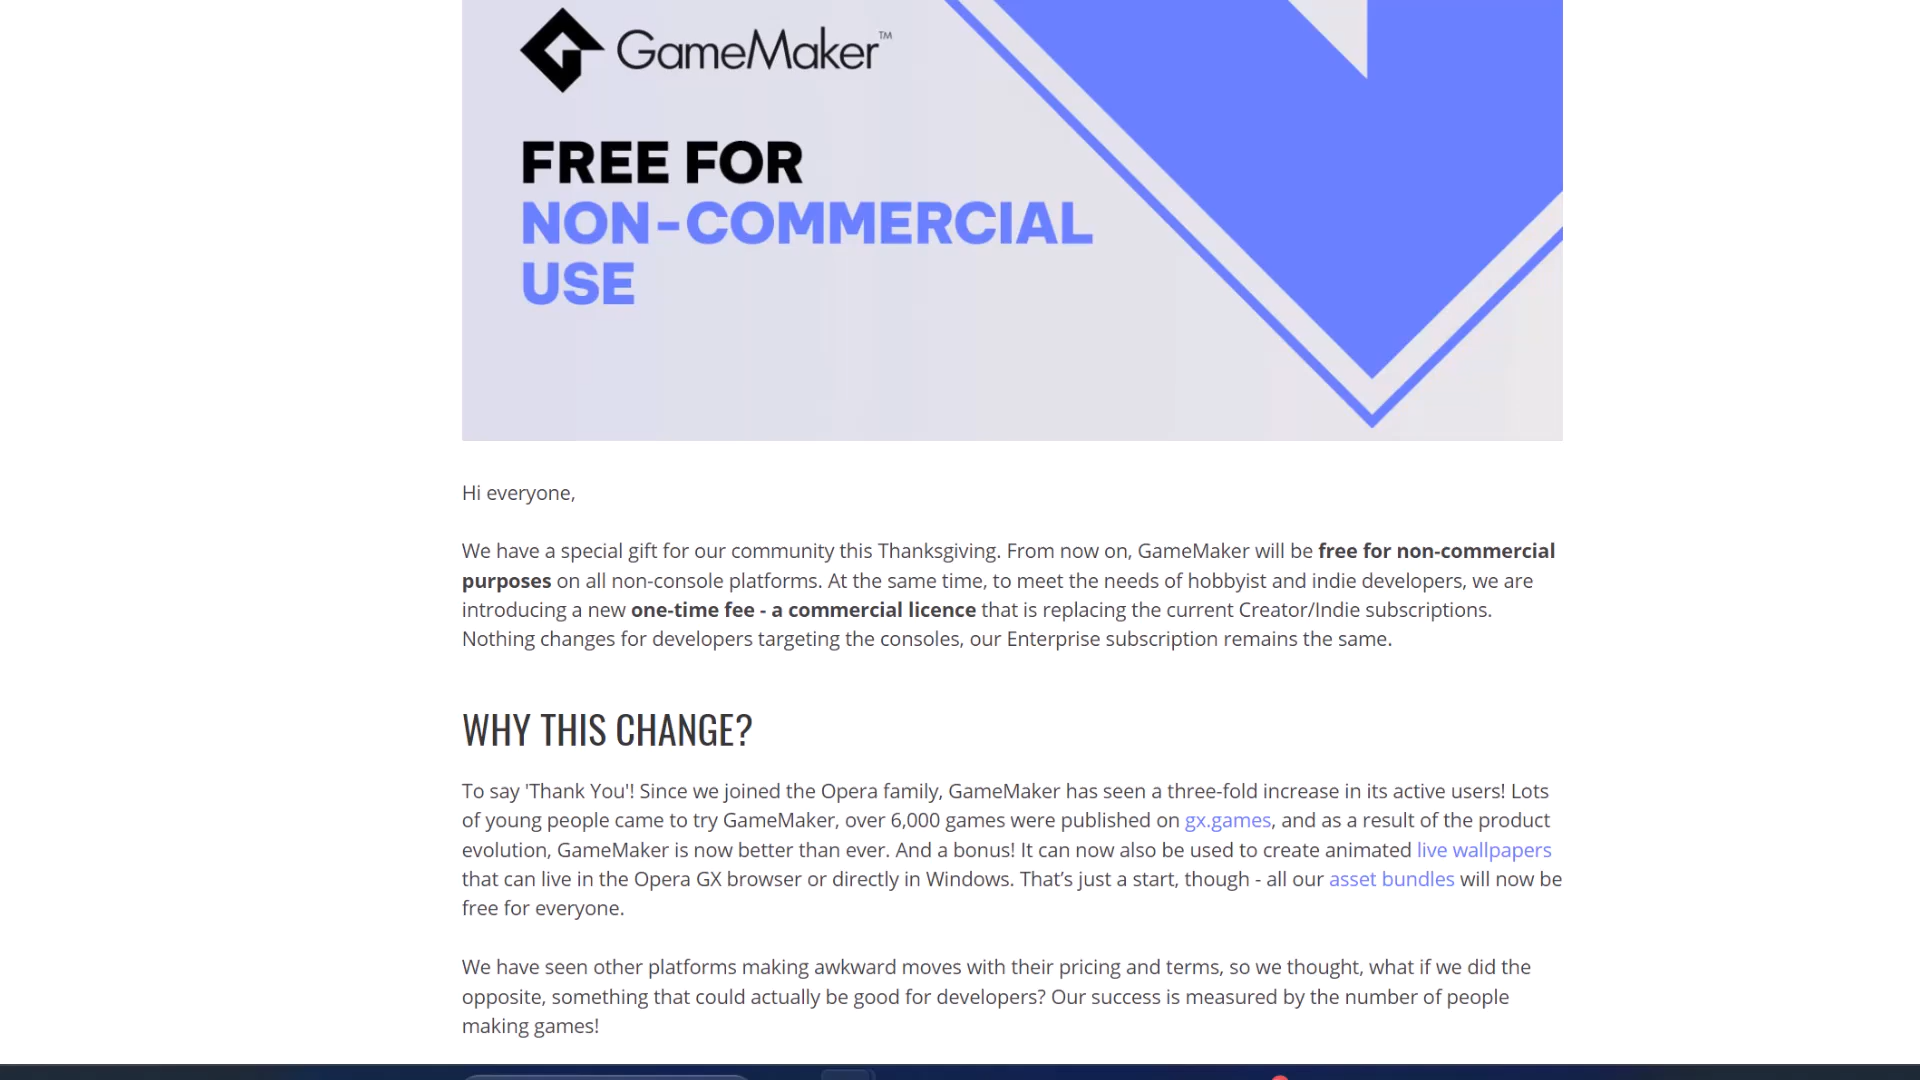 GameMaker™
FREE FOR
NON-COMMERCIAL
USE
Hi everyone,
We have a special gift for our community this Thanksgiving. From now on, GameMaker will be free for non-commercial
purposes on all non-console platforms. At the same time, to meet the needs of hobbyist and indie developers, we are
introducing a new one-time fee - a commercial licence that is replacing the current Creator/Indie subscriptions.
Nothing changes for developers targeting the consoles, our Enterprise subscription remains the same.
WHY THIS CHANGE?
To say 'Thank You'! Since we joined the Opera family, GameMaker has seen a three-fold increase in its active users! Lots
of young people came to try GameMaker, over 6,000 games were published on gx.games, and as a result of the product
evolution, GameMaker is now better than ever. And a bonus! It can now also be used to create animated live wallpapers
that can live in the Opera GX browser or directly in Windows. That’s just a start, though - all our asset bundles will now be
free for everyone.
We have seen other platforms making awkward moves with their pricing and terms, so we thought, what if we did the
opposite, something that could actually be good for developers? Our success is measured by the number of people
making games!